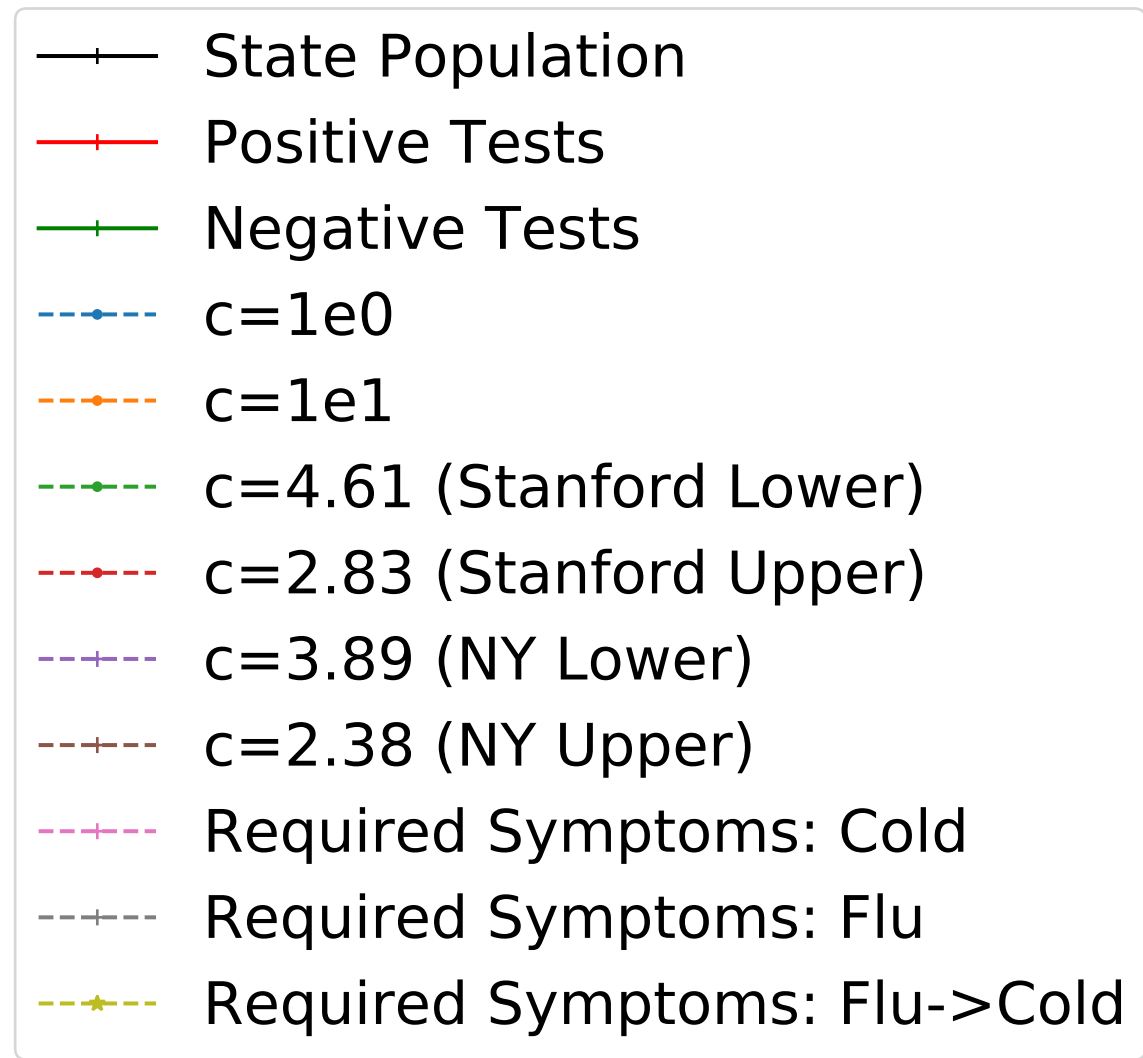 State Population
Positive Tests
Negative Tests
c=1e0
c=1e1
c=4.61 (Stanford Lower)
c=2.83 (Stanford Upper)
c=3.89 (NY Lower)
c=2.38 (NY Upper)
Required Symptoms: Cold
Required Symptoms: Flu
Required Symptoms: Flu->Cold